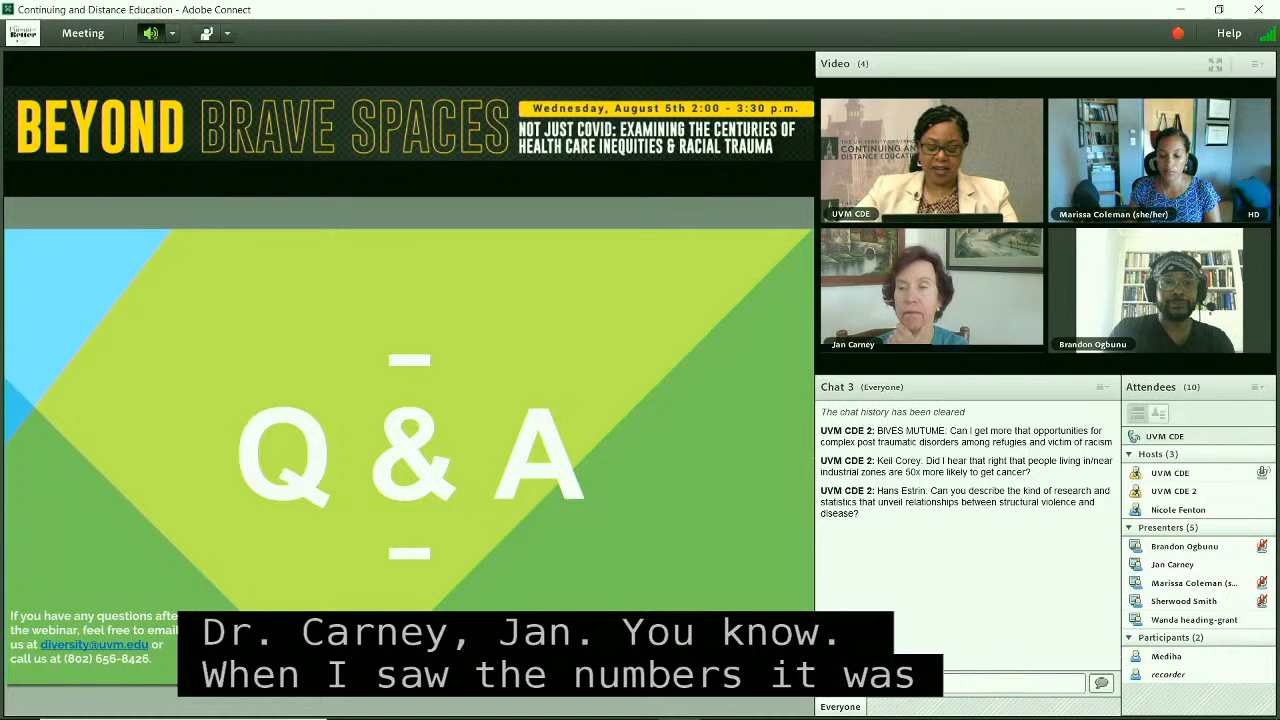 Continuing and Distance Education - Adobe Connect
Better
Meeting
Help
BEYOND BRAVE SPACES
Wednesday, August 5th 2:00 - 3:30 p.m.
NOT JUST COVID: EXAMINING THE CENTURIES OF
HEALTH CARE INEQUITIES & RACIAL TRAUMA
Q & A
If you have any questions afte
the webinar, feel free to email
us at diversity@uvm.edu or
call us at (802) 656-8426.
Dr. Carney, Jan. You know.
When I saw the numbers it was
Video (4)
CONTINUING AN
DISTANCE EDUCATIO
UVM CDE
Marissa Coleman (she/her)
HD
Jan Carney
Brandon Ogbunu
Chat 3 (Everyone)
The chat history has been cleared
UVM CDE 2: BIVES MUTUME: Can I get more that opportunities for
complex post traumatic disorders among refugies and victim of racism
UVM CDE 2: Keil Corey: Did I hear that right that people living in/near
industrial zones are 50x more likely to get cancer?
UVM CDE 2: Hans Estrin: Can you describe the kind of research and
statistics that unveil relationships between structural violence and
disease?
Everyone
Attendees (10)
UVM CDE
Hosts (3)
UVM CDE
UVM CDE 2
Nicole Fenton
Presenters (5)
Brandon Ogbunu
Jan Carney
Marissa Coleman (s...
Sherwood Smith
Wanda heading-grant
Participants (2)
Mediha
recorder